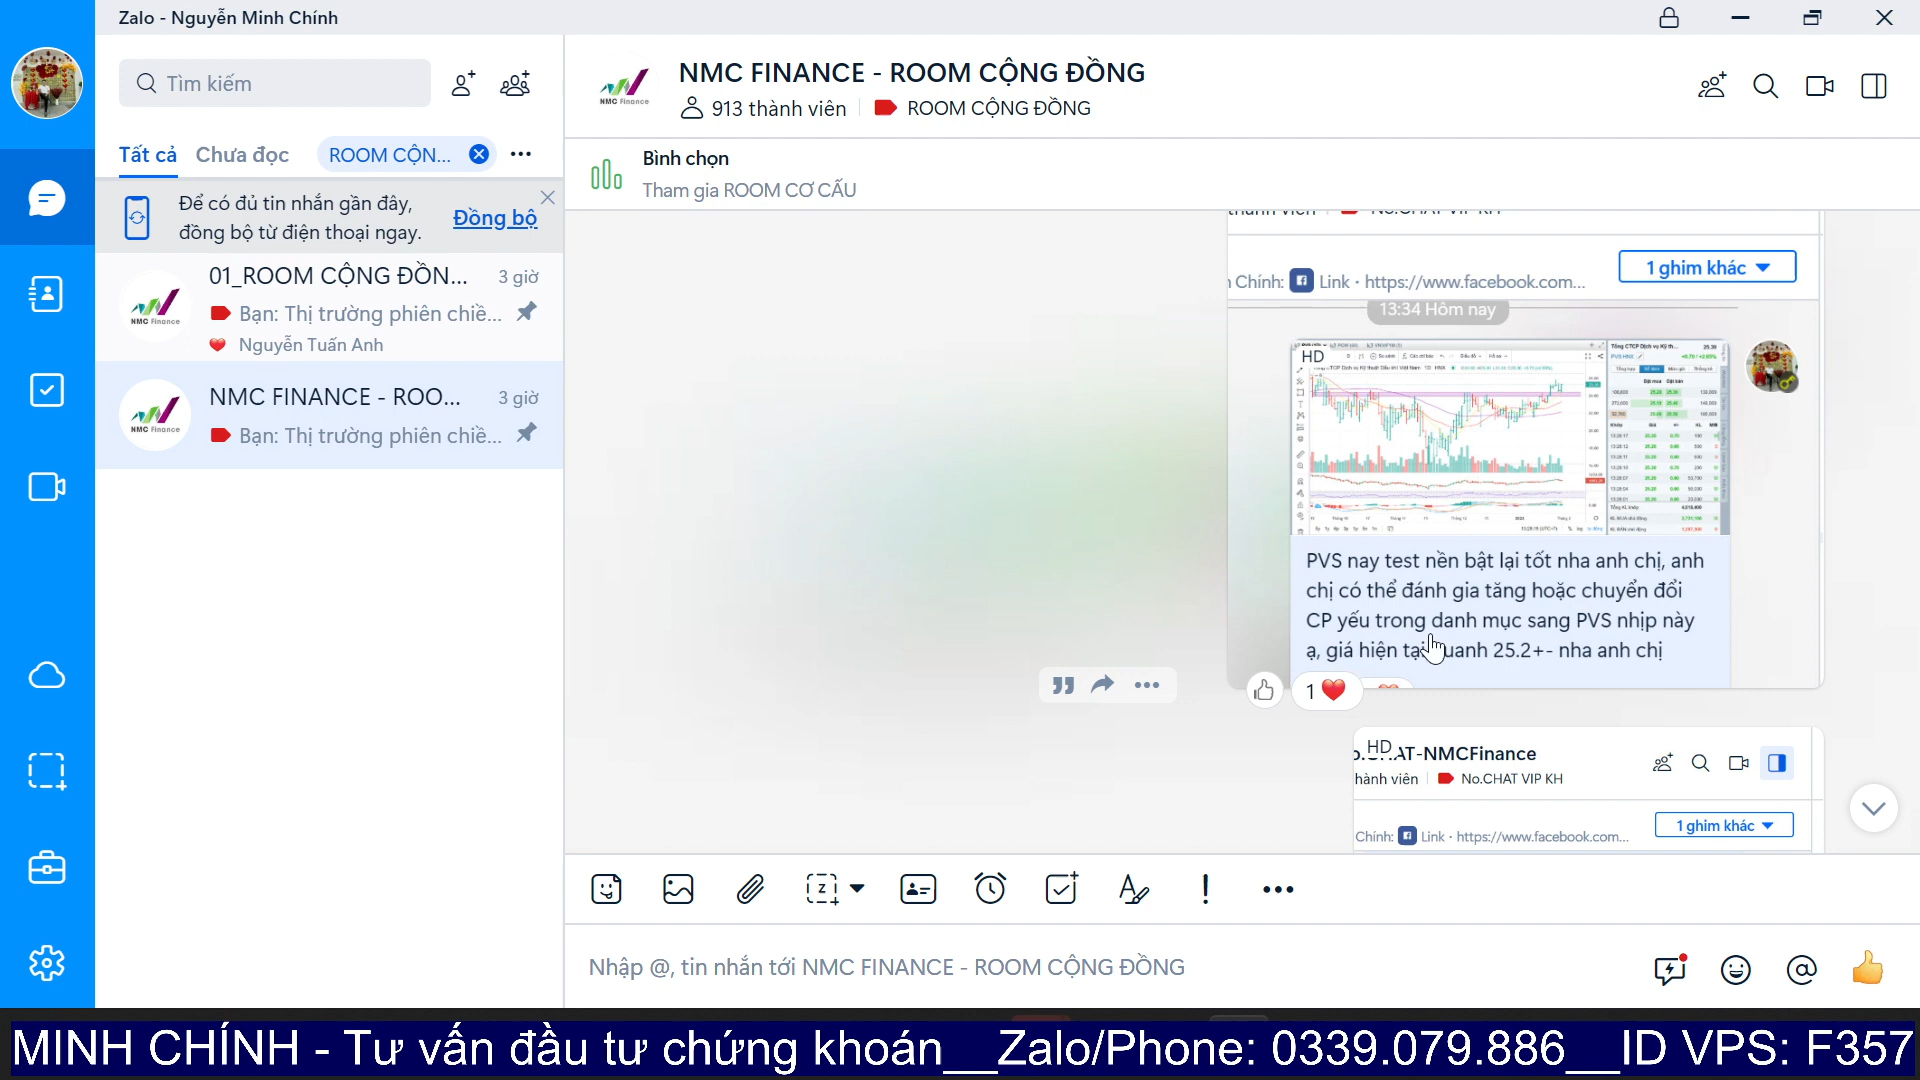 Zalo - Nguyễn Minh Chính
Tìm kiếm
Tất cả
Chưa đọc
ROOM CỘN...
Để có đủ tin nhắn gần đây,
đồng bộ từ điện thoại ngay.
Đồng bộ
01_ROOM CỘNG ĐỒN...
3 giờ
Bạn: Thị trường phiên chiề...
Nguyễn Tuấn Anh
NMC FINANCE - ROO...
3 giờ
Bạn: Thị trường phiên chiề...
NMC Finance
NMC FINANCE - ROOM CỘNG ĐỒNG
913 thành viên
ROOM CỘNG ĐỒNG
Bình chọn
Tham gia ROOM CƠ CẤU
Chính: Link · https://www.facebook.com...
1 ghim khác
13:34 Hôm nay
HD
PVS nay test nền bật lại tốt nha anh chị, anh
chị có thể đánh gia tăng hoặc chuyển đổi
CP yếu trong danh mục sang PVS nhịp này
ạ, giá hiện tại quanh 25.2+- nha anh chị
1
HD
AT-NMCFinance
hành viên
No.CHAT VIP KH
Chính: Link · https://www.facebook.com...
1 ghim khác
Nhập @, tin nhắn tới NMC FINANCE - ROOM CỘNG ĐỒNG
MINH CHÍNH - Tư vấn đầu tư chứng khoán__Zalo/Phone: 0339.079.886__ID VPS: F357